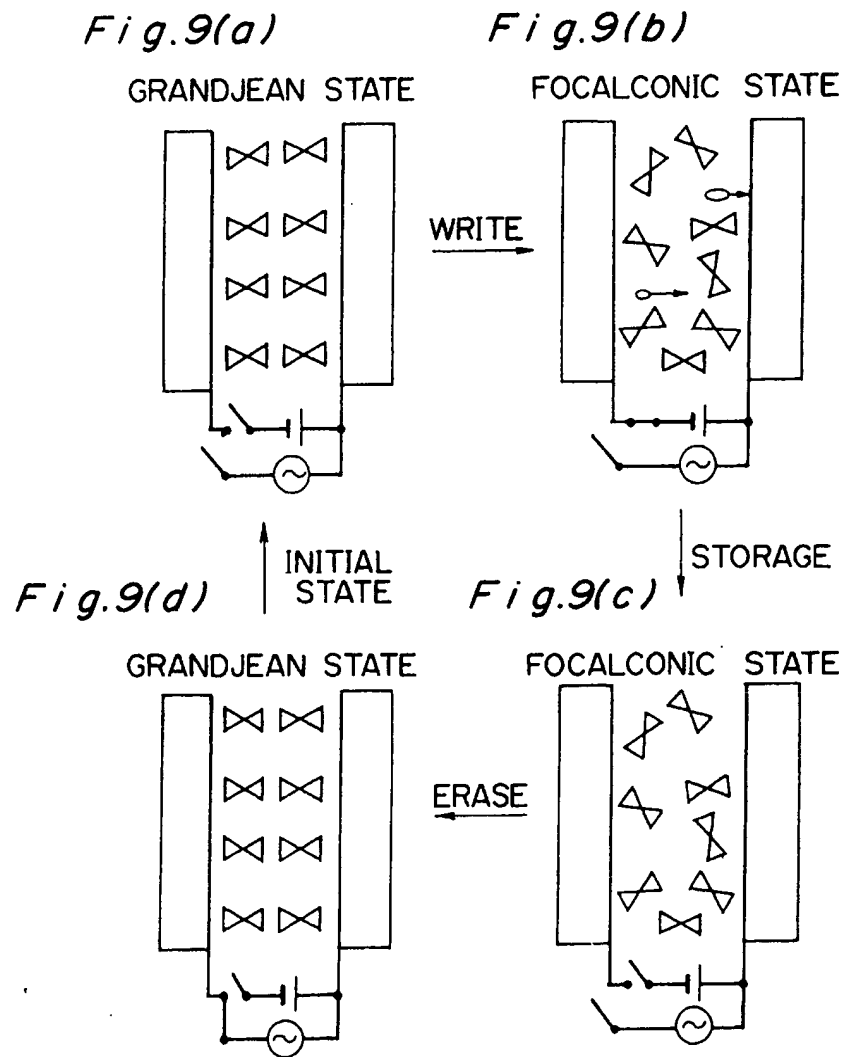 Fig.9(a)
GRANDJEAN STATE
WRITE
Fig.9(b)
FOCALCONIC STATE
STORAGE
INITIAL
STATE
Fig.9(d)
GRANDJEAN STATE
ERASE
Fig.9(c)
FOCALCONIC STATE